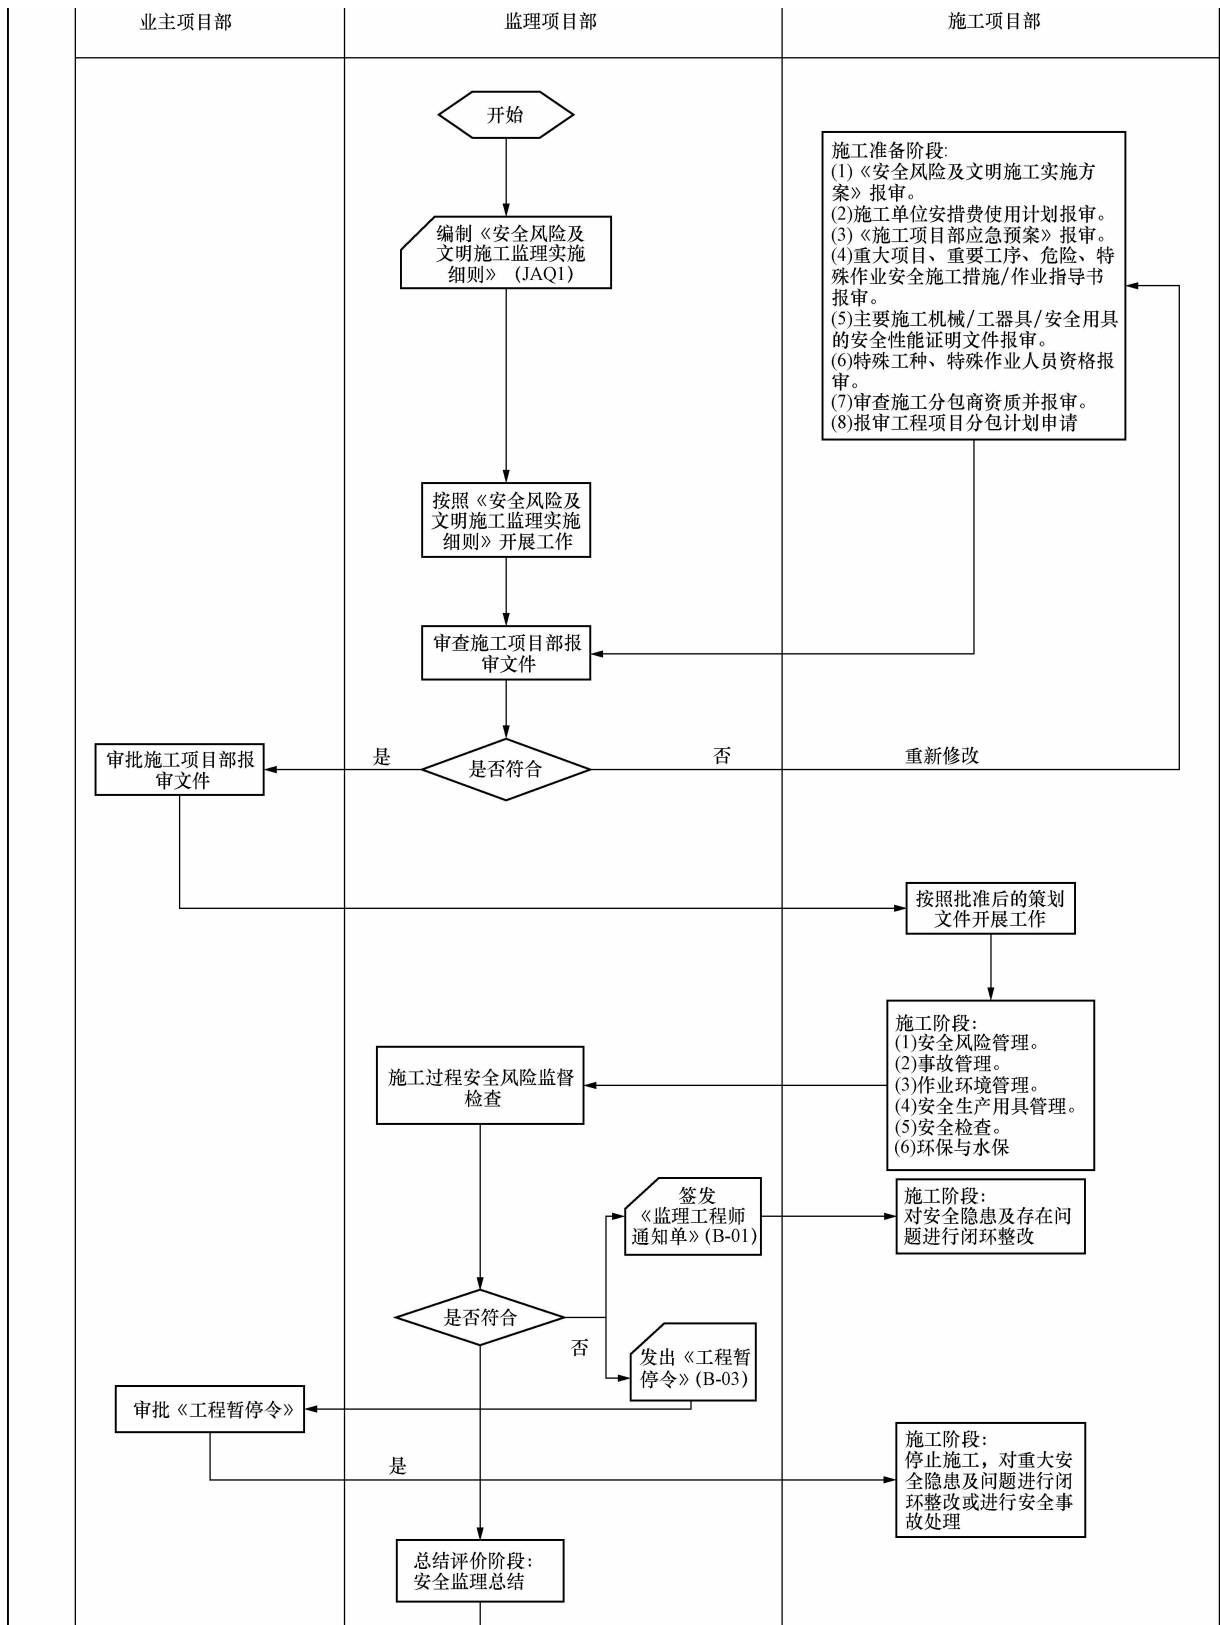 业主项目部
监理项目部
施工项目部
开始
编制《安全风险及
文明施工监理实施
细则》（JAQ1）
施工准备阶段:
(1)《安全风险及文明施工实施方
案》报审。
(2)施工单位安措费使用计划报审。
(3)《施工项目部应急预案》报审。
(4)重大项目、重要工序、危险、特
殊作业安全施工措施/作业指导书
报审。
(5)主要施工机械/工器具/安全用具
的安全性能证明文件报审。
(6)特殊工种、特殊作业人员资格报
审。
(7)审查施工分包商资质并报审。
(8)报审工程项目分包计划申请
按照《安全风险及
文明施工监理实施
细则》开展工作
审查施工项目部报
审文件
审批施工项目部报
审文件
是
是否符合
否
重新修改
按照批准后的策划
文件开展工作
施工阶段:
(1)安全风险管理。
(2)事故管理。
(3)作业环境管理。
(4)安全生产用具管理。
(5)安全检查。
(6)环保与水保
施工过程安全风险监督
检查
签发
《监理工程师
通知单》(B-01)
施工阶段:
对安全隐患及存在问
题进行闭环整改
是否符合
否
发出《工程暂
停令》(B-03)
审批《工程暂停令》
是
施工阶段:
停止施工，对重大安
全隐患及问题进行闭
环整改或进行安全事
故处理
总结评价阶段:
安全监理总结